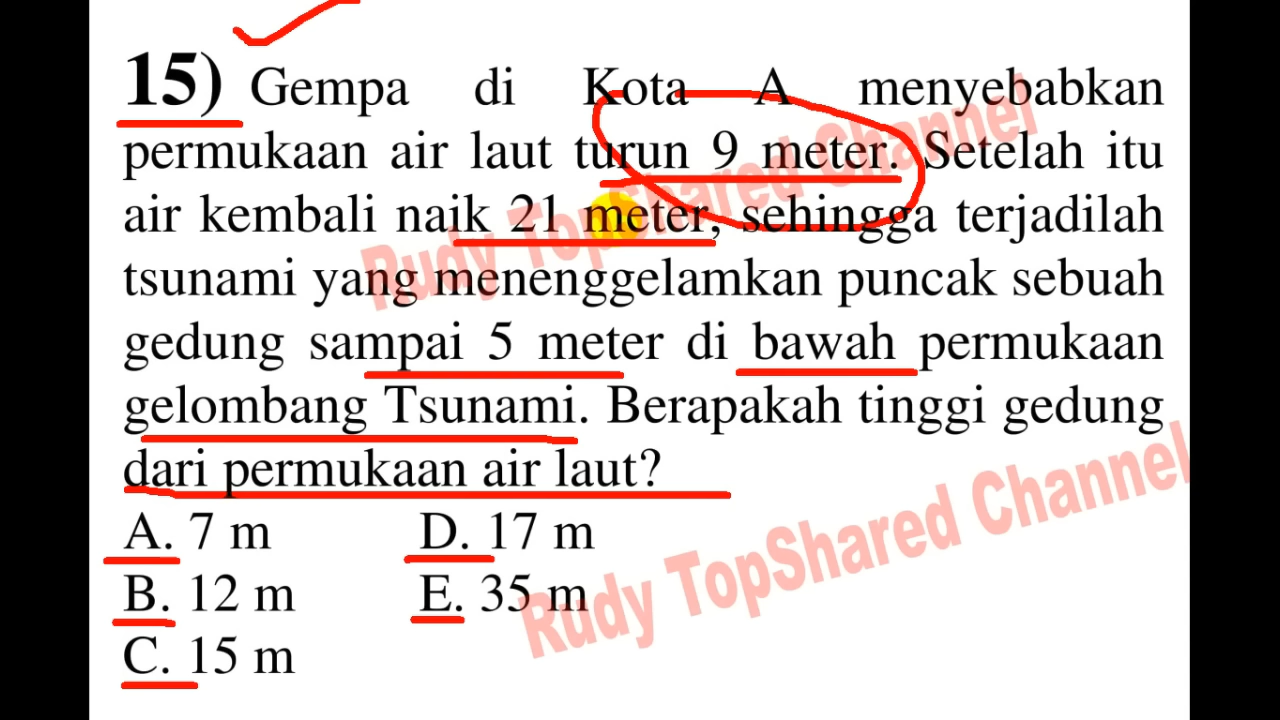 15) Gempa di Kota A menyebabkan
permukaan air laut turun 9 meter. Setelah itu
air kembali naik 21 meter, sehingga terjadilah
tsunami yang menenggelamkan puncak sebuah
gedung sampai 5 meter di bawah permukaan
gelombang Tsunami. Berapakah tinggi gedung
dari permukaan air laut?
A. 7 m D. 17 m
B. 12 m E. 35 m
C. 15 m
Rudy TopShared Channel
Rudy TopShared Channel